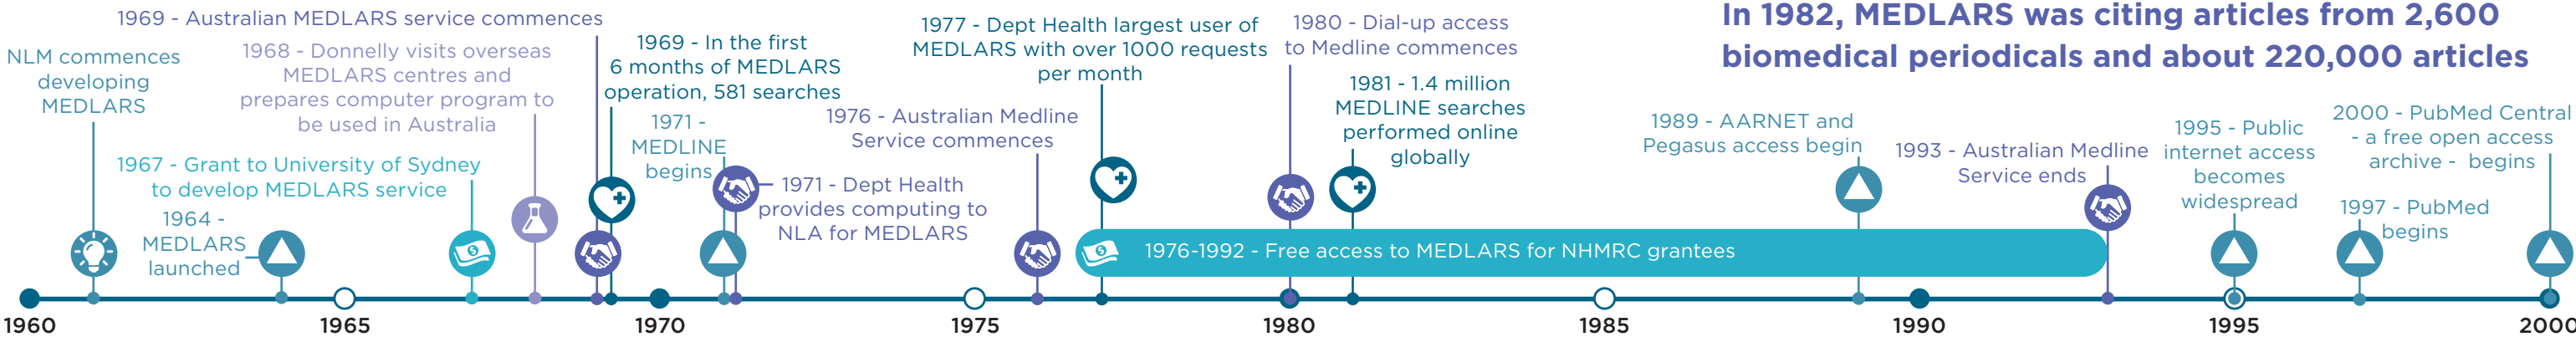 1969 - Australian MEDLARS service commences
NLM commences
developing
MEDLARS
1968 - Donnelly visits overseas
MEDLARS centres and
prepares computer program to
be used in Australia
1967 - Grant to University of Sydney
to develop MEDLARS service
1964 -
MEDLARS
launched
1969 - In the first
6 months of MEDLARS
operation, 581 searches
1971 -
MEDLINE
begins
1971 - Dept Health
provides computing to
NLA for MEDLARS
1976 - Australian Medline
Service commences
1977 - Dept Health largest user of
MEDLARS with over 1000 requests
per month
1980 - Dial-up access
to Medline commences
1981 - 1.4 million
MEDLINE searches
performed online
globally
In 1982, MEDLARS was citing articles from 2,600
biomedical periodicals and about 220,000 articles
1989 - AARNET and
Pegasus access begin
1993 - Australian Medline
Service ends
1995 - Public
internet access
becomes
widespread
2000 - PubMed Central
- a free open access
archive - begins
1997 - PubMed
begins
1976-1992 - Free access to MEDLARS for NHMRC grantees
1960
1965
1970
1975
1980
1985
1990
1995
2000